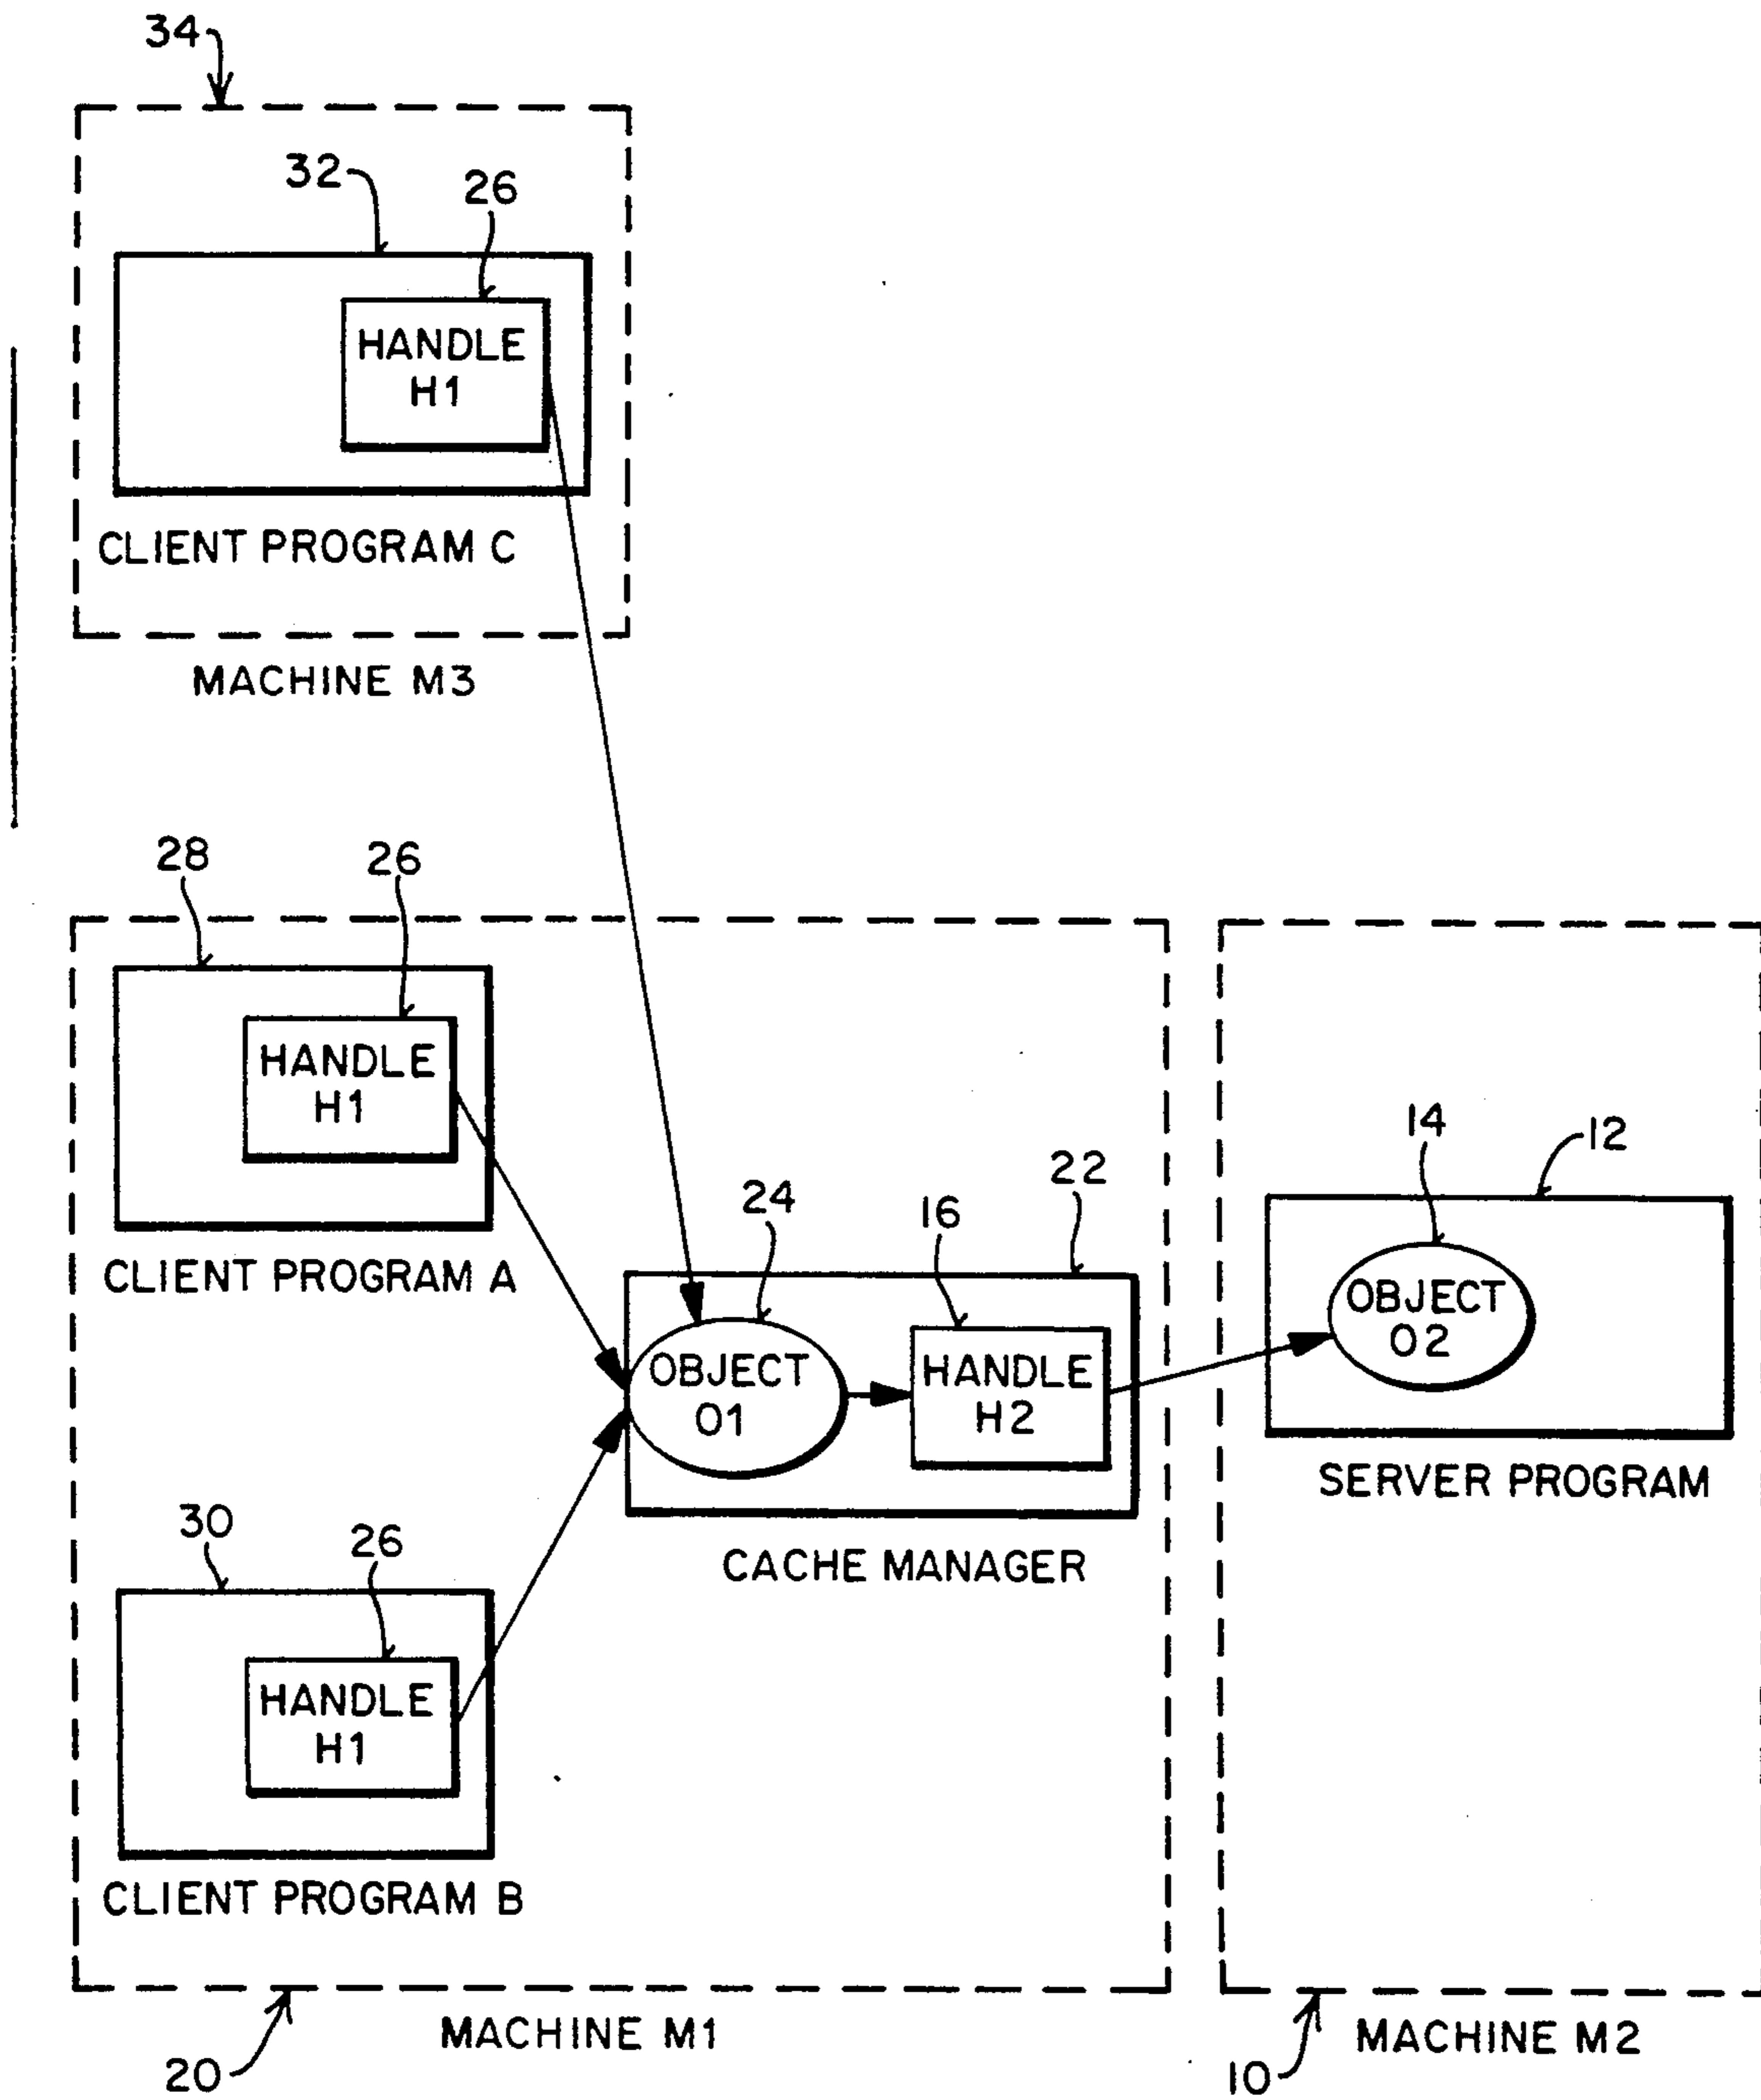 34
32
26
HANDLE
H1
CLIENT PROGRAM C
MACHINE M3
28
26
HANDLE
H1
CLIENT PROGRAM A
24
16
22
OBJECT
O1
HANDLE
H2
CACHE MANAGER
14
12
OBJECT
O2
SERVER PROGRAM
30
26
HANDLE
H1
CLIENT PROGRAM B
20
MACHINE M1
10
MACHINE M2